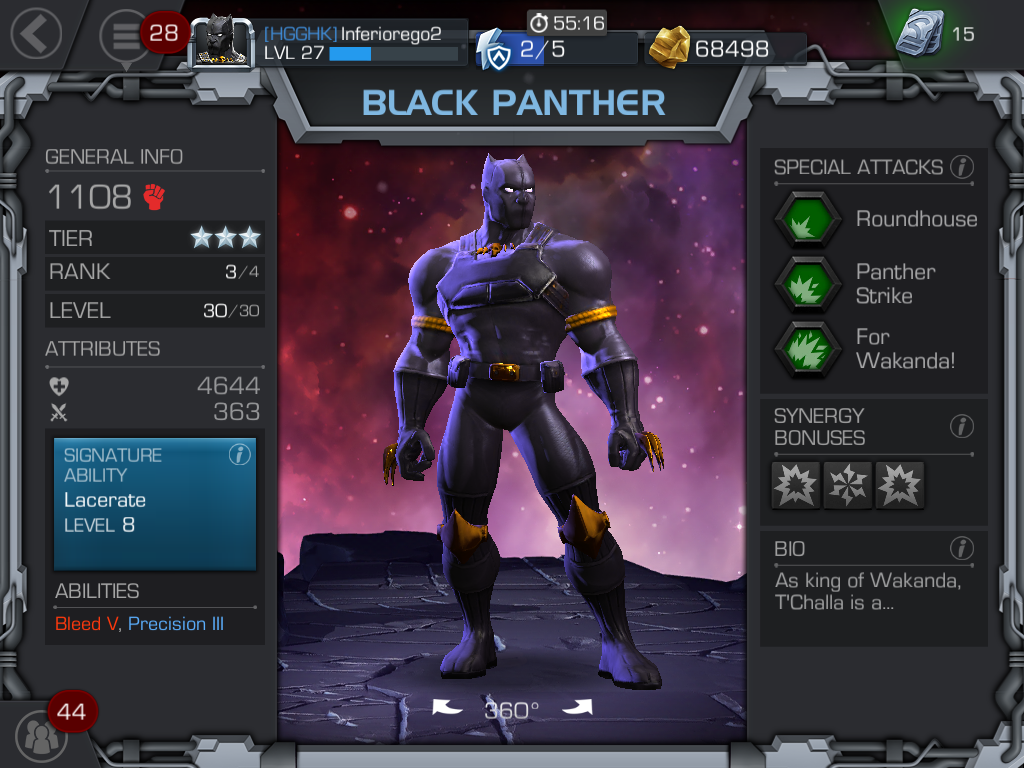 28
[HGGHK] Inferiorego2
LVL 27
55:16
2/5
68498
15
BLACK PANTHER
GENERAL INFO
1108
TIER
RANK 3/4
LEVEL 30/30
ATTRIBUTES
4644
363
SIGNATURE
ABILITY
Lacerate
LEVEL 8
ABILITIES
Bleed V, Precision III
44
360°
SPECIAL ATTACKS i
Roundhouse
Panther
Strike
For
Wakanda!
SYNERGY
BONUSES
BIO
As king of Wakanda,
T'Challa is a...